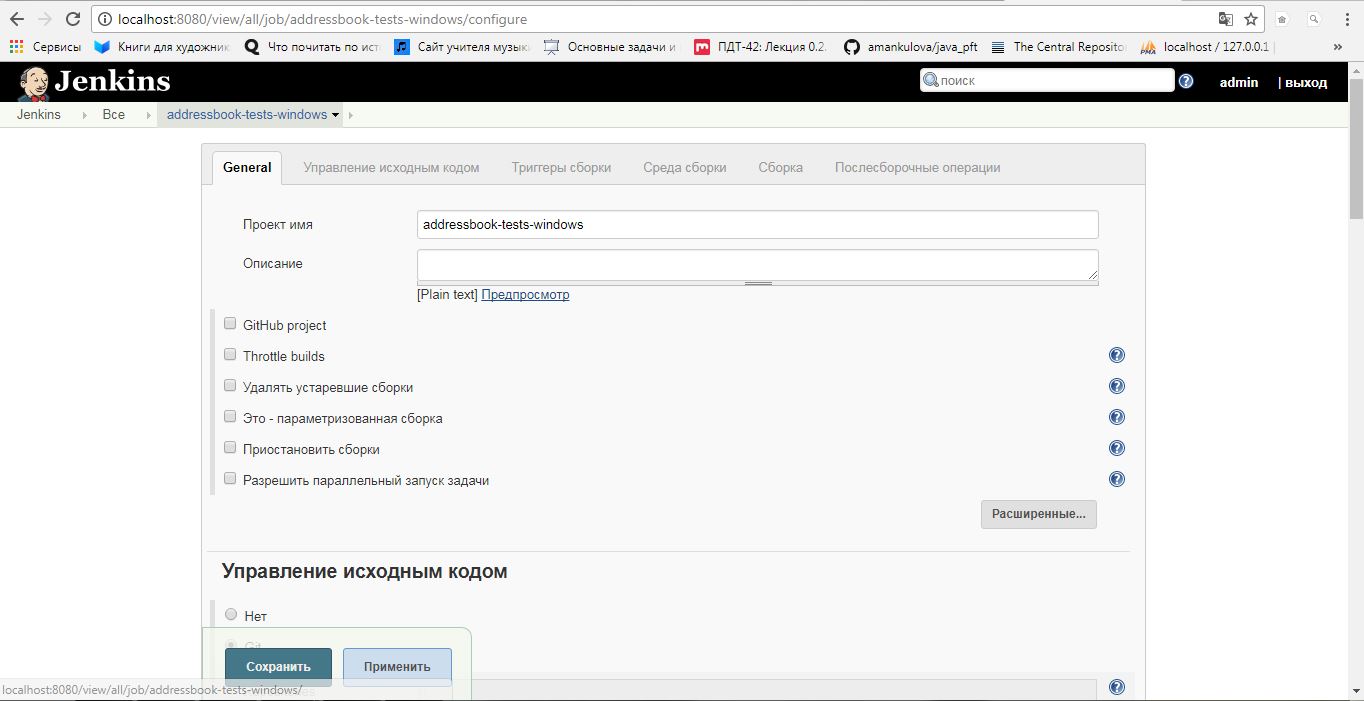 localhost:8080/view/all/job/addressbook-tests-windows/configure
Сервисы Книги для художник Что почитать по ист Сайт учителя музык Основные задачи и ПДТ-42: Лекция 0.2. amankulova/java_pft The Central Reposito localhost / 127.0.0.1 »
Jenkins поиск admin | выход
Jenkins Все addressbook-tests-windows
General Управление исходным кодом Триггеры сборки Среда сборки Сборка Послесборочные операции
Проект имя addressbook-tests-windows
Описание
[Plain text] Предпросмотр
GitHub project
Throttle builds
Удалять устаревшие сборки
Это - параметризованная сборка
Приостановить сборки
Разрешить параллельный запуск задачи
Расширенные...
Управление исходным кодом
Нет
Git
Сохранить Применить
localhost:8080/view/all/job/addressbook-tests-windows/